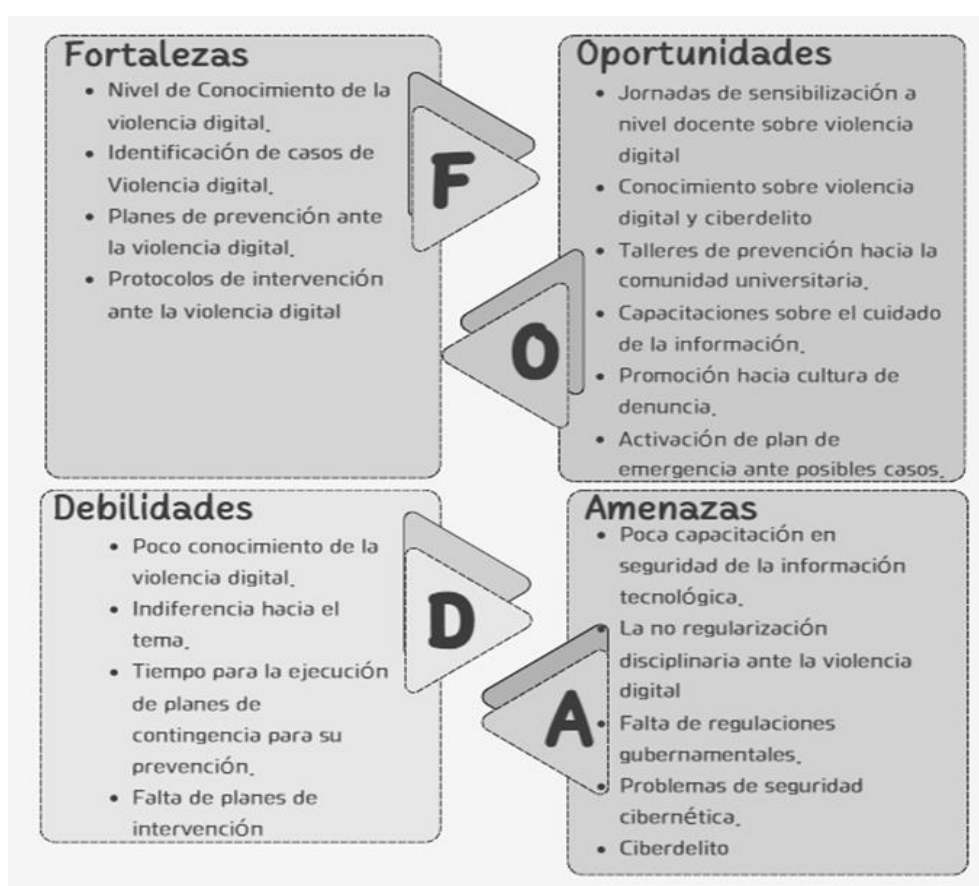 Fortalezas
• Nivel de Conocimiento de la
violencia digital.
• Identificación de casos de
Violencia digital.
• Planes de prevención ante
la violencia digital.
• Protocolos de intervención
ante la violencia digital
F
Oportunidades
• Jornadas de sensibilización a
nivel docente sobre violencia
digital
• Conocimiento sobre violencia
digital y ciberdelito
• Talleres de prevención hacia la
comunidad universitaria.
• Capacitaciones sobre el cuidado
de la información.
• Promoción hacia cultura de
denuncia.
• Activación de plan de
emergencia ante posibles casos.
O
Debilidades
• Poco conocimiento de la
violencia digital.
• Indiferencia hacia el
tema.
• Tiempo para la ejecución
de planes de
contingencia para su
prevención.
• Falta de planes de
intervención
D
Amenazas
• Poca capacitación en
seguridad de la información
tecnológica.
• La no regularización
disciplinaria ante la violencia
digital
• Falta de regulaciones
gubernamentales.
• Problemas de seguridad
cibernética.
• Ciberdelito
A